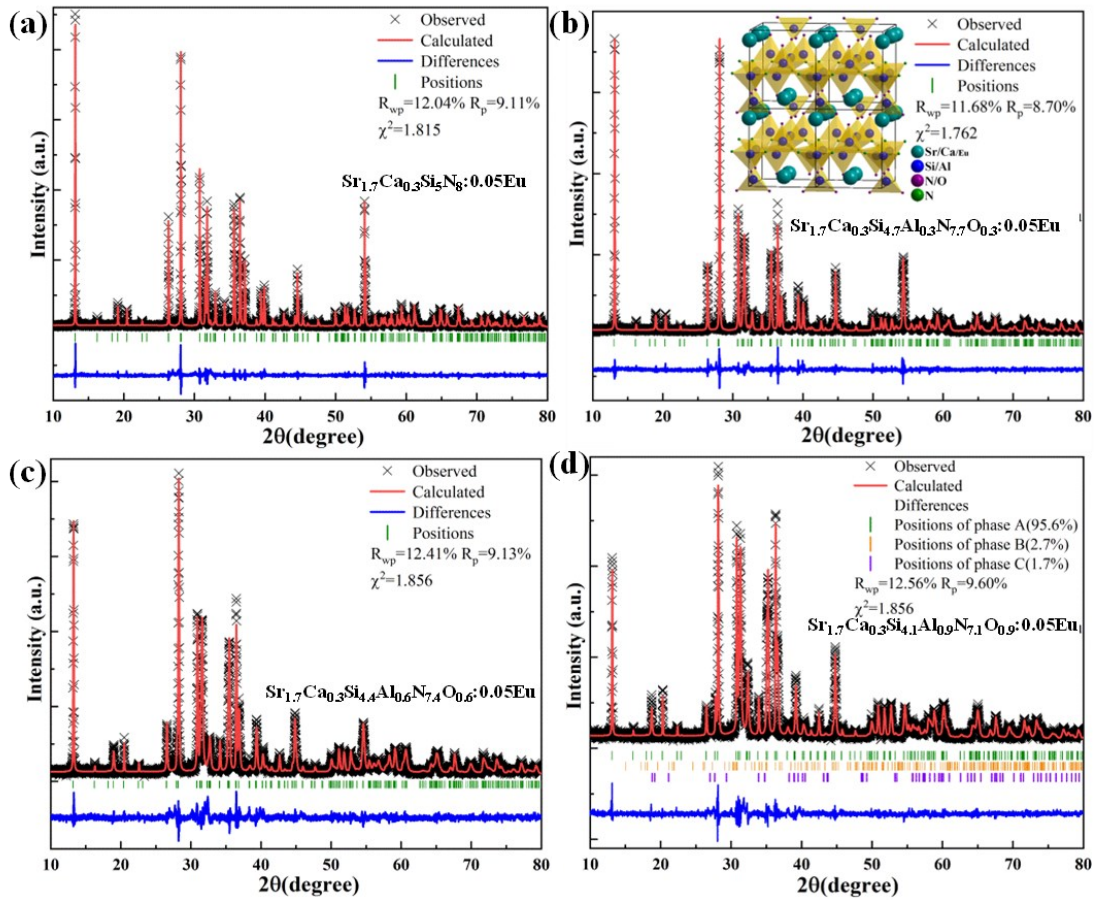 (a)
× Observed
Calculated
Differences
Positions
Rwp=12.04% Rp=9.11%
χ²=1.815
Sr1.7Ca0.3Si5N8:0.05Eu
Intensity (a.u.)
10 20 30 40 50 60 70 80
2θ(degree)
(b)
× Observed
Calculated
Differences
Positions
Rwp=11.68% Rp=8.70%
χ²=1.762
Sr/Ca/Eu
Si/Al
N/O
N
Sr1.7Ca0.3Si4.7Al0.3N7.7O0.3:0.05Eu
Intensity (a.u.)
10 20 30 40 50 60 70 80
2θ(degree)
(c)
× Observed
Calculated
Differences
Positions
Rwp=12.41% Rp=9.13%
χ²=1.856
Sr1.7Ca0.3Si4.4Al0.6N7.4O0.6:0.05Eu
Intensity (a.u.)
10 20 30 40 50 60 70 80
2θ(degree)
(d)
× Observed
Calculated
Differences
Positions of phase A(95.6%)
Positions of phase B(2.7%)
Positions of phase C(1.7%)
Rwp=12.56% Rp=9.60%
χ²=1.856
Sr1.7Ca0.3Si4.1Al0.9N7.1O0.9:0.05Eu
Intensity (a.u.)
10 20 30 40 50 60 70 80
2θ(degree)